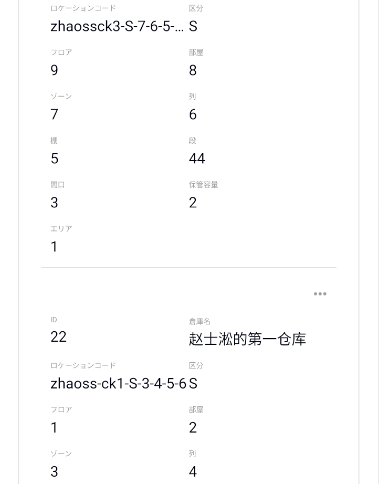 ロケーションコード 区分
zhaossck3-S-7-6-5-... S
フロア 部屋
9 8
ゾーン 列
7 6
棚 段
5 44
間口 保管容量
3 2
エリア
1
ID 倉庫名
22 赵士淞的第一仓库
ロケーションコード 区分
zhaoss-ck1-S-3-4-5-6 S
フロア 部屋
1 2
ゾーン 列
3 4